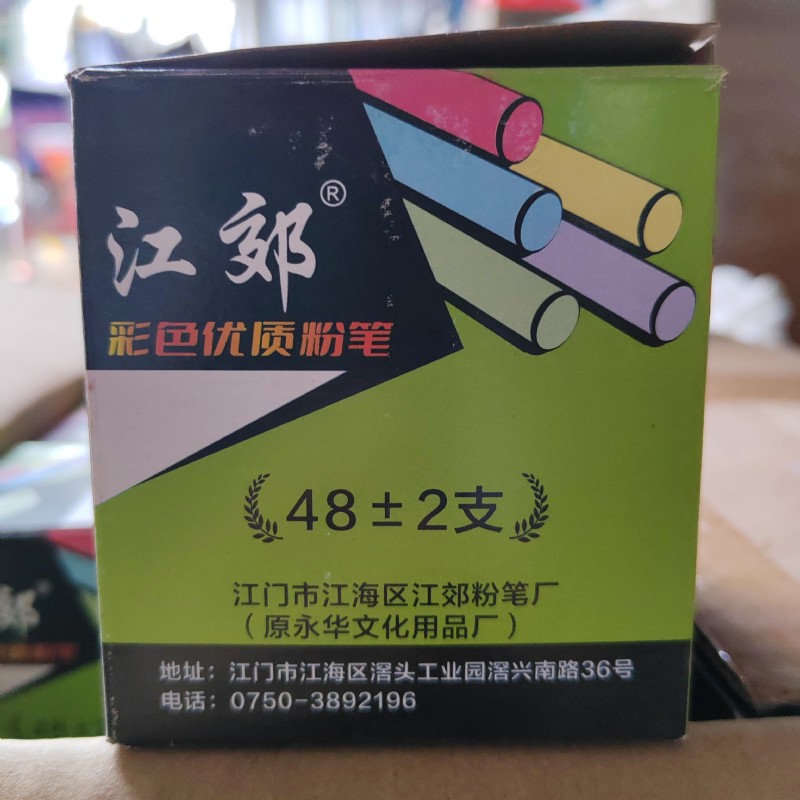 江郊®
彩色优质粉笔
48±2支
江门市江海区江郊粉笔厂
(原永华文化用品厂)
地址：江门市江海区滘头工业园滘兴南路36号
电话：0750-3892196
郊